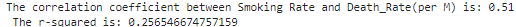 The correlation coefficient between Smoking Rate and Death_Rate(per M) is: 0.51
The r-squared is: 0.256546674757159